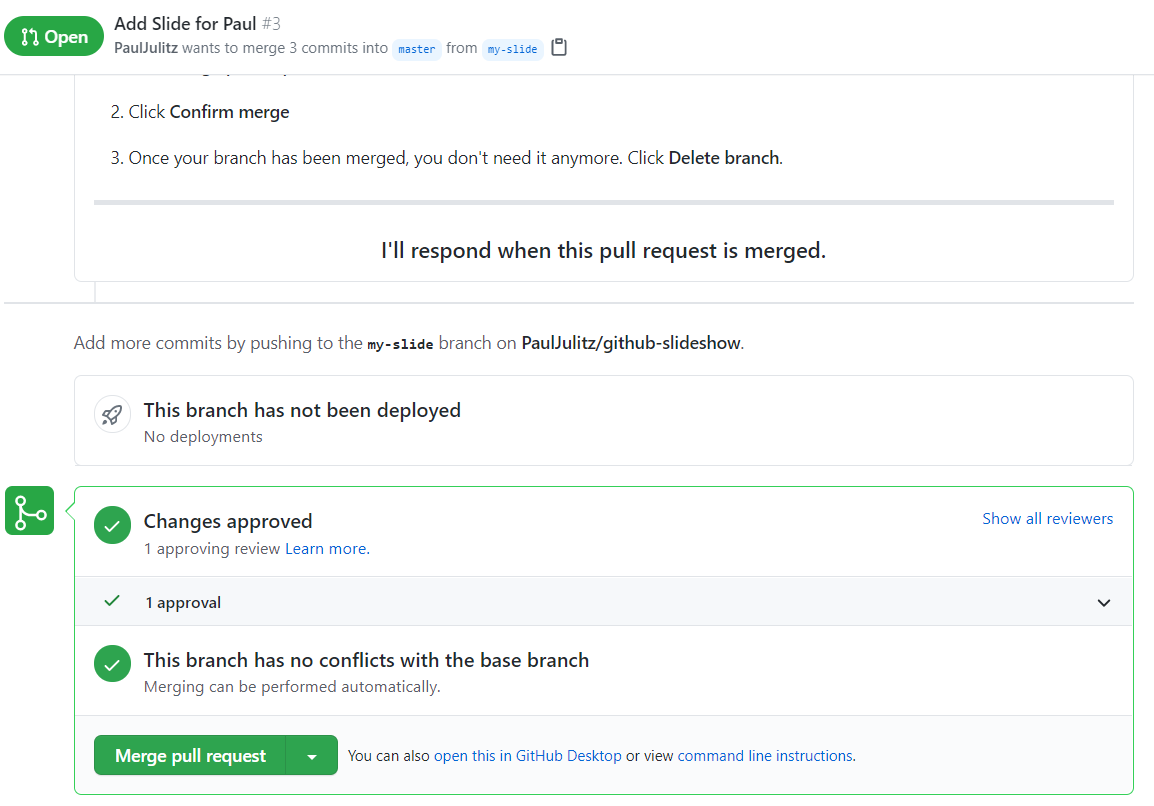 Open
Add Slide for Paul #3
PaulJulitz wants to merge 3 commits into master from my-slide
2. Click Confirm merge
3. Once your branch has been merged, you don't need it anymore. Click Delete branch.
I'll respond when this pull request is merged.
Add more commits by pushing to the my-slide branch on PaulJulitz/github-slideshow.
This branch has not been deployed
No deployments
Changes approved
Show all reviewers
1 approving review Learn more.
1 approval
This branch has no conflicts with the base branch
Merging can be performed automatically.
Merge pull request
You can also open this in GitHub Desktop or view command line instructions.